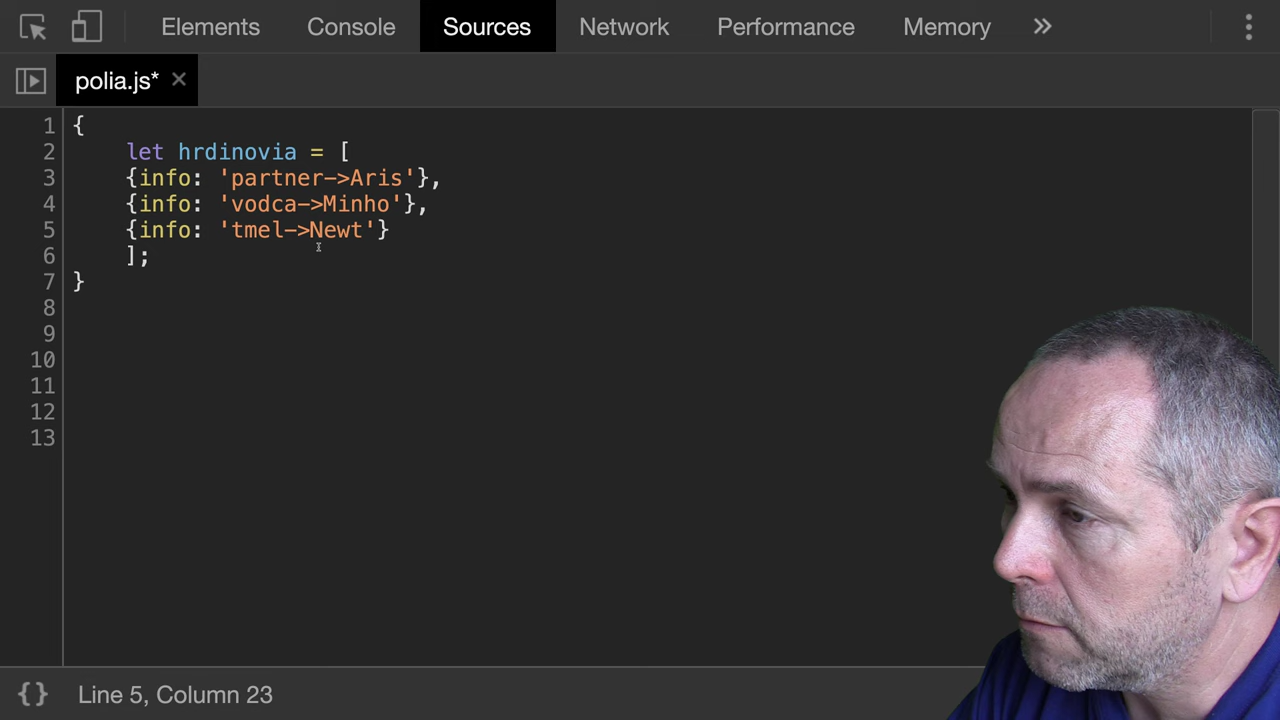 Elements Console Sources Network Performance Memory »
polia.js* ×
1 {
2 let hrdinovia = [
3 {info: 'partner->Aris'},
4 {info: 'vodca->Minho'},
5 {info: 'tmel->Newt'}
6 ];
7 }
8
9
10
11
12
13
{} Line 5, Column 23